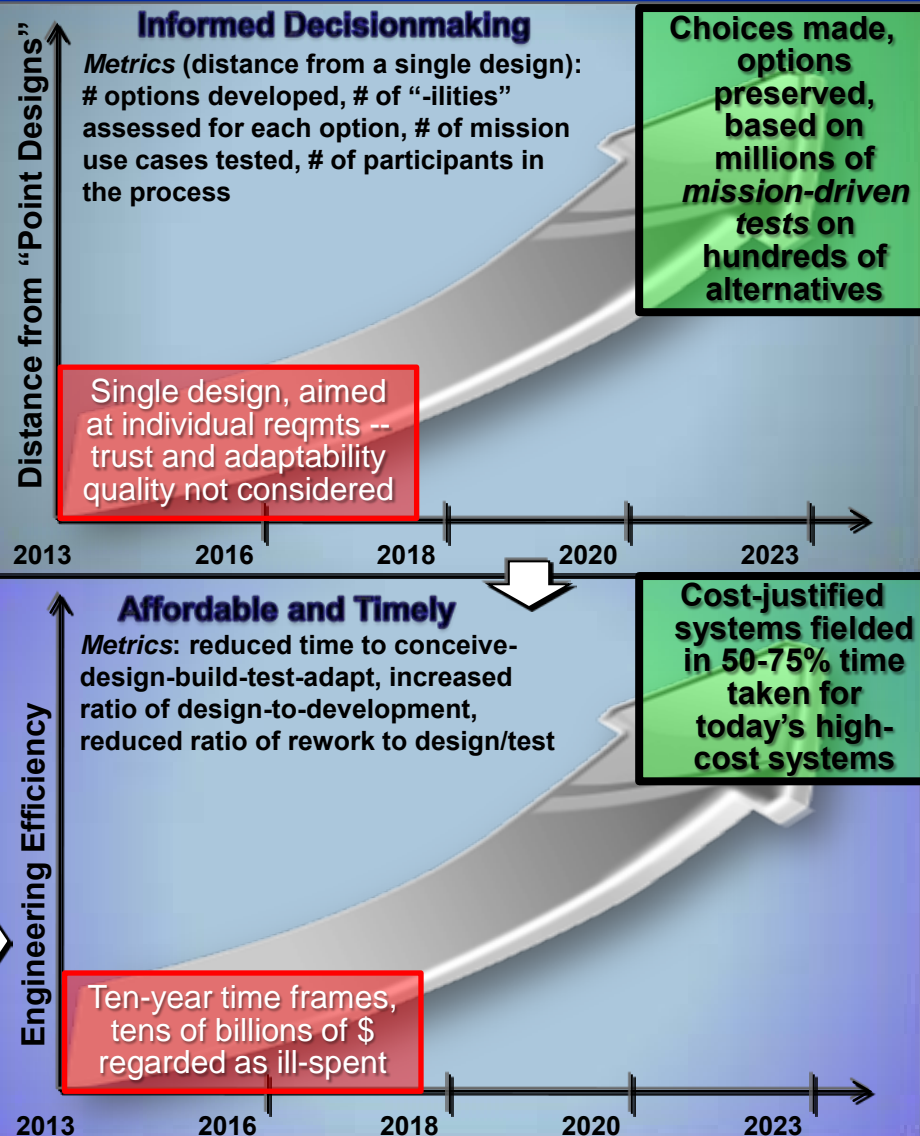 Distance from “Point Designs”
Informed Decisionmaking
Metrics (distance from a single design):
# options developed, # of “-ilities”
assessed for each option, # of mission
use cases tested, # of participants in
the process
Choices made,
options
preserved,
based on
millions of
mission-driven
tests on
hundreds of
alternatives
Single design, aimed
at individual reqmts --
trust and adaptability
quality not considered
2013 2016 2018 2020 2023
Engineering Efficiency
Affordable and Timely
Metrics: reduced time to conceive-
design-build-test-adapt, increased
ratio of design-to-development,
reduced ratio of rework to design/test
Cost-justified
systems fielded
in 50-75% time
taken for
today’s high-
cost systems
Ten-year time frames,
tens of billions of $
regarded as ill-spent
2013 2016 2018 2020 2023